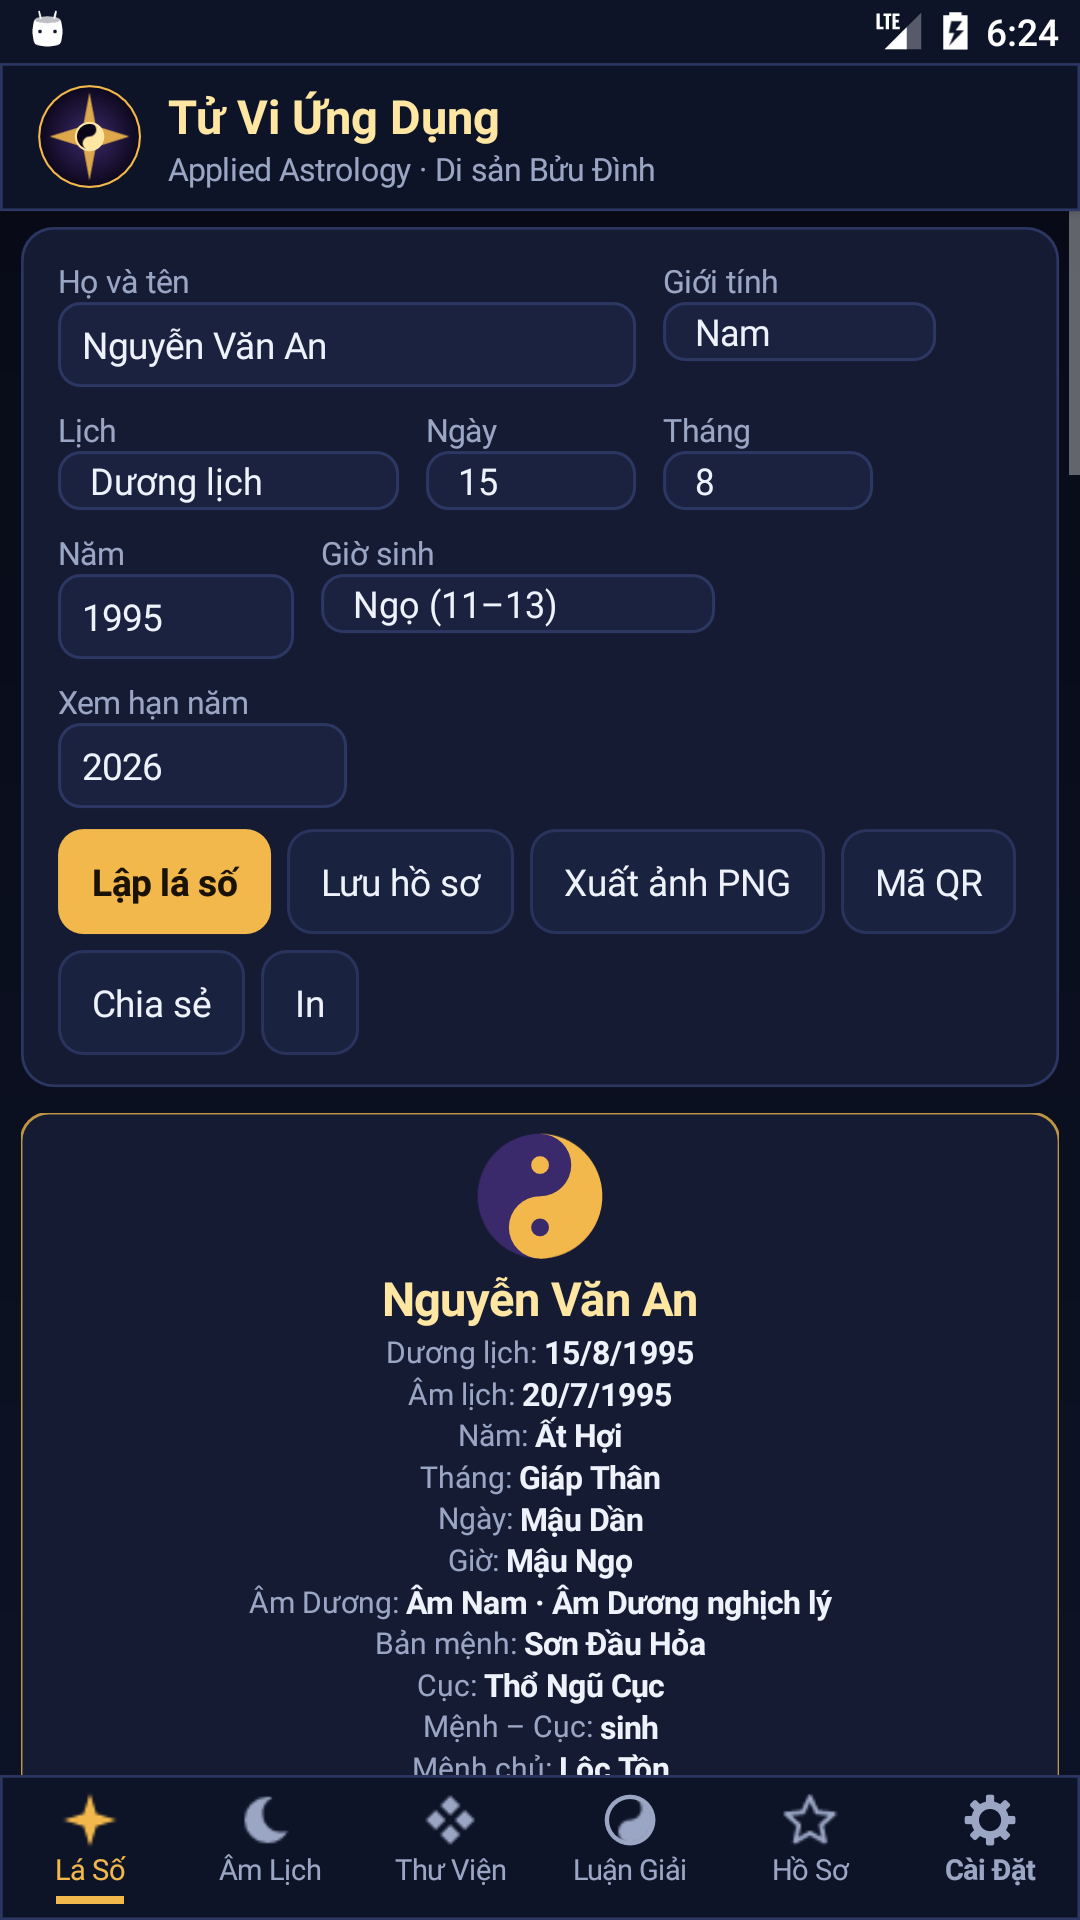 LTE 6:24
Tử Vi Ứng Dụng
Applied Astrology · Di sản Bửu Đình
Họ và tên Giới tính
Nguyễn Văn An Nam
Lịch Ngày Tháng
Dương lịch 15 8
Năm Giờ sinh
1995 Ngọ (11–13)
Xem hạn năm
2026
Lập lá số Lưu hồ sơ Xuất ảnh PNG Mã QR
Chia sẻ In
Nguyễn Văn An
Dương lịch: 15/8/1995
Âm lịch: 20/7/1995
Năm: Ất Hợi
Tháng: Giáp Thân
Ngày: Mậu Dần
Giờ: Mậu Ngọ
Âm Dương: Âm Nam · Âm Dương nghịch lý
Bản mệnh: Sơn Đầu Hỏa
Cục: Thổ Ngũ Cục
Mệnh – Cục: sinh
Mệnh chủ: Lộc Tồn
Lá Số Âm Lịch Thư Viện Luận Giải Hồ Sơ Cài Đặt